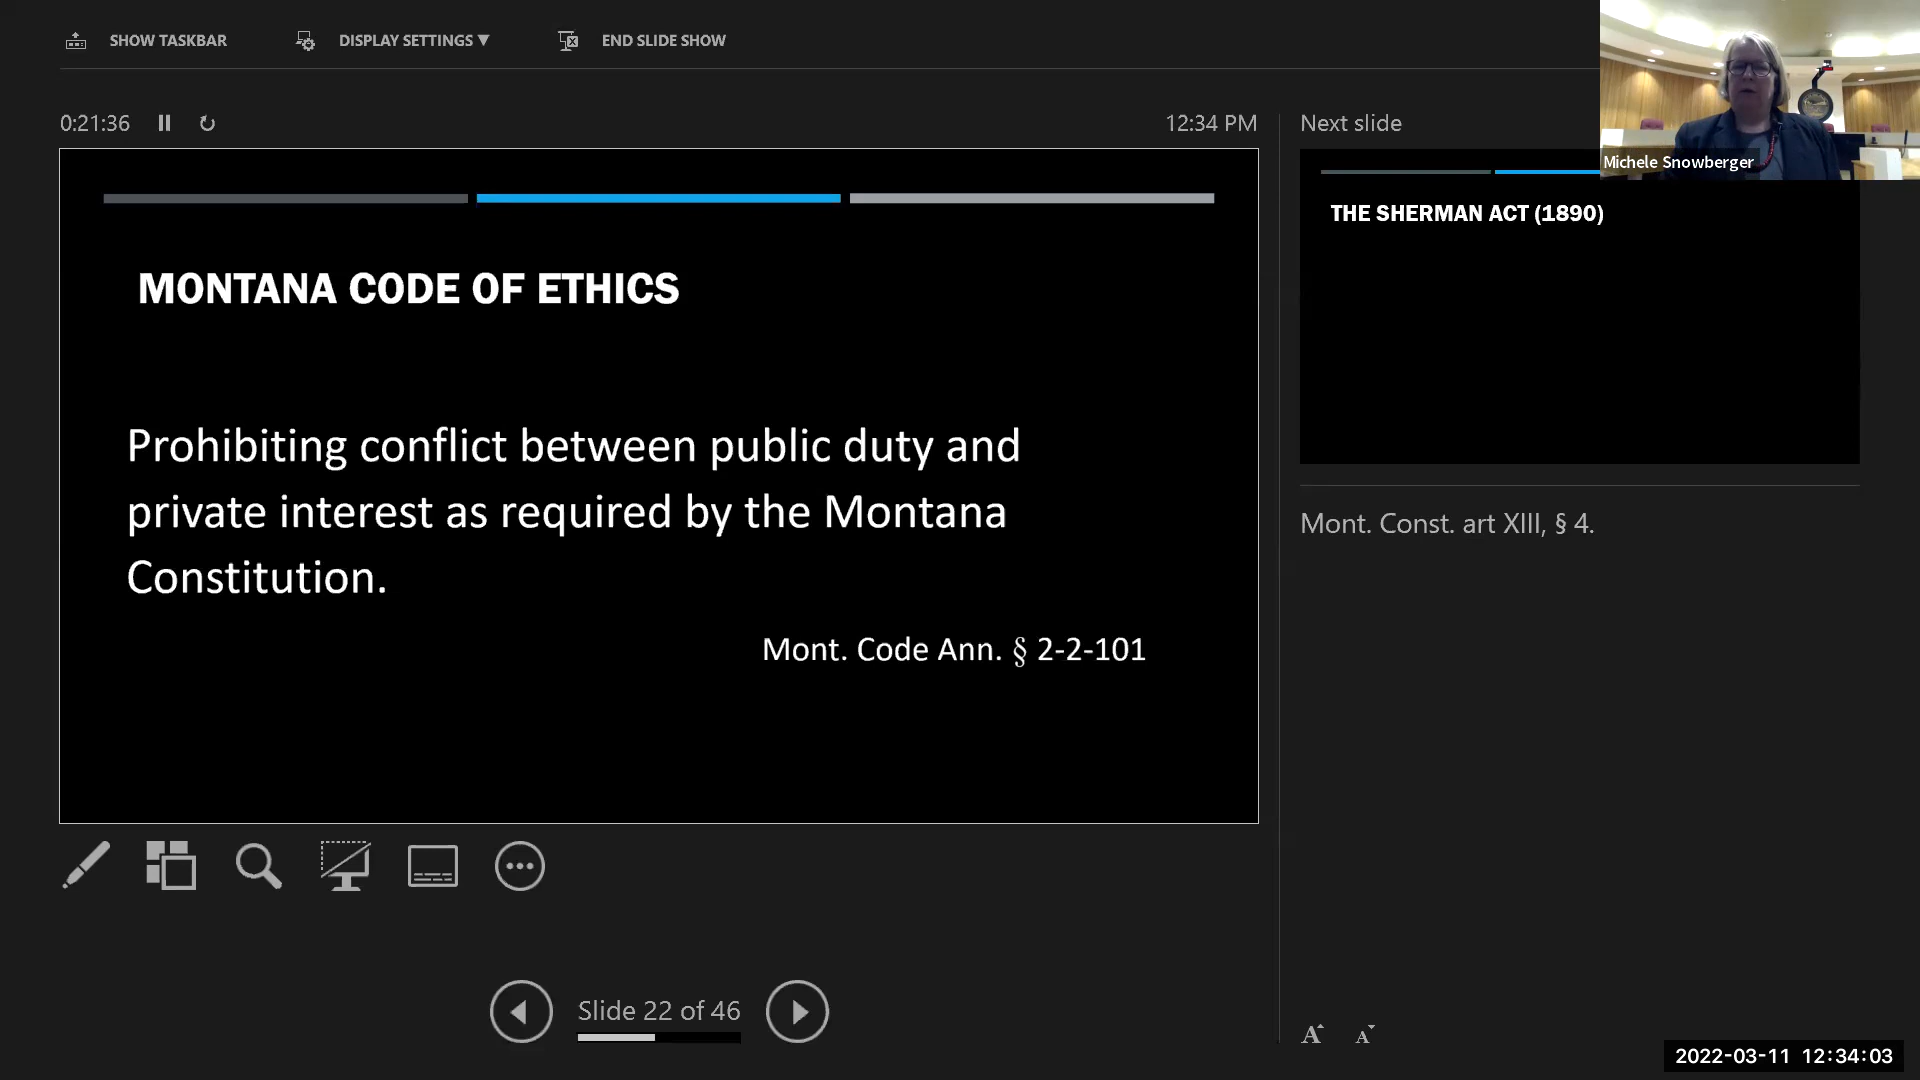 SHOW TASKBAR
DISPLAY SETTINGS ▼
END SLIDE SHOW
0:21:36
12:34 PM
MONTANA CODE OF ETHICS
Prohibiting conflict between public duty and
private interest as required by the Montana
Constitution.
Mont. Code Ann. § 2-2-101
Slide 22 of 46
Next slide
Michele Snowberger
THE SHERMAN ACT (1890)
Mont. Const. art XIII, § 4.
A A
2022-03-11 12:34:03